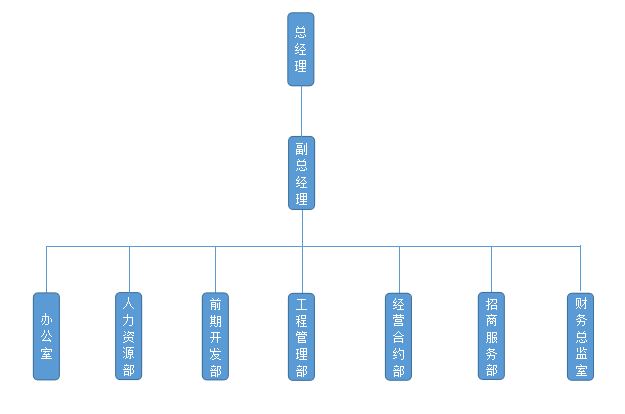 总经理
副总经理
办公室
人力资源部
前期开发部
工程管理部
经营合约部
招商服务部
财务总监室